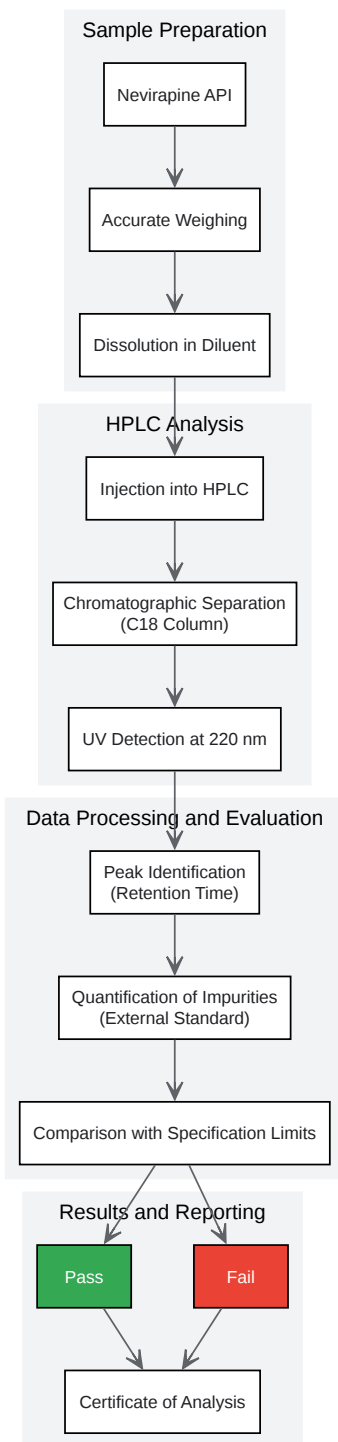 Sample Preparation
Nevirapine API
Accurate Weighing
Dissolution in Diluent
HPLC Analysis
Injection into HPLC
Chromatographic Separation
(C18 Column)
UV Detection at 220 nm
Data Processing and Evaluation
Peak Identification
(Retention Time)
Quantification of Impurities
(External Standard)
Comparison with Specification Limits
Results and Reporting
Pass
Fail
Certificate of Analysis